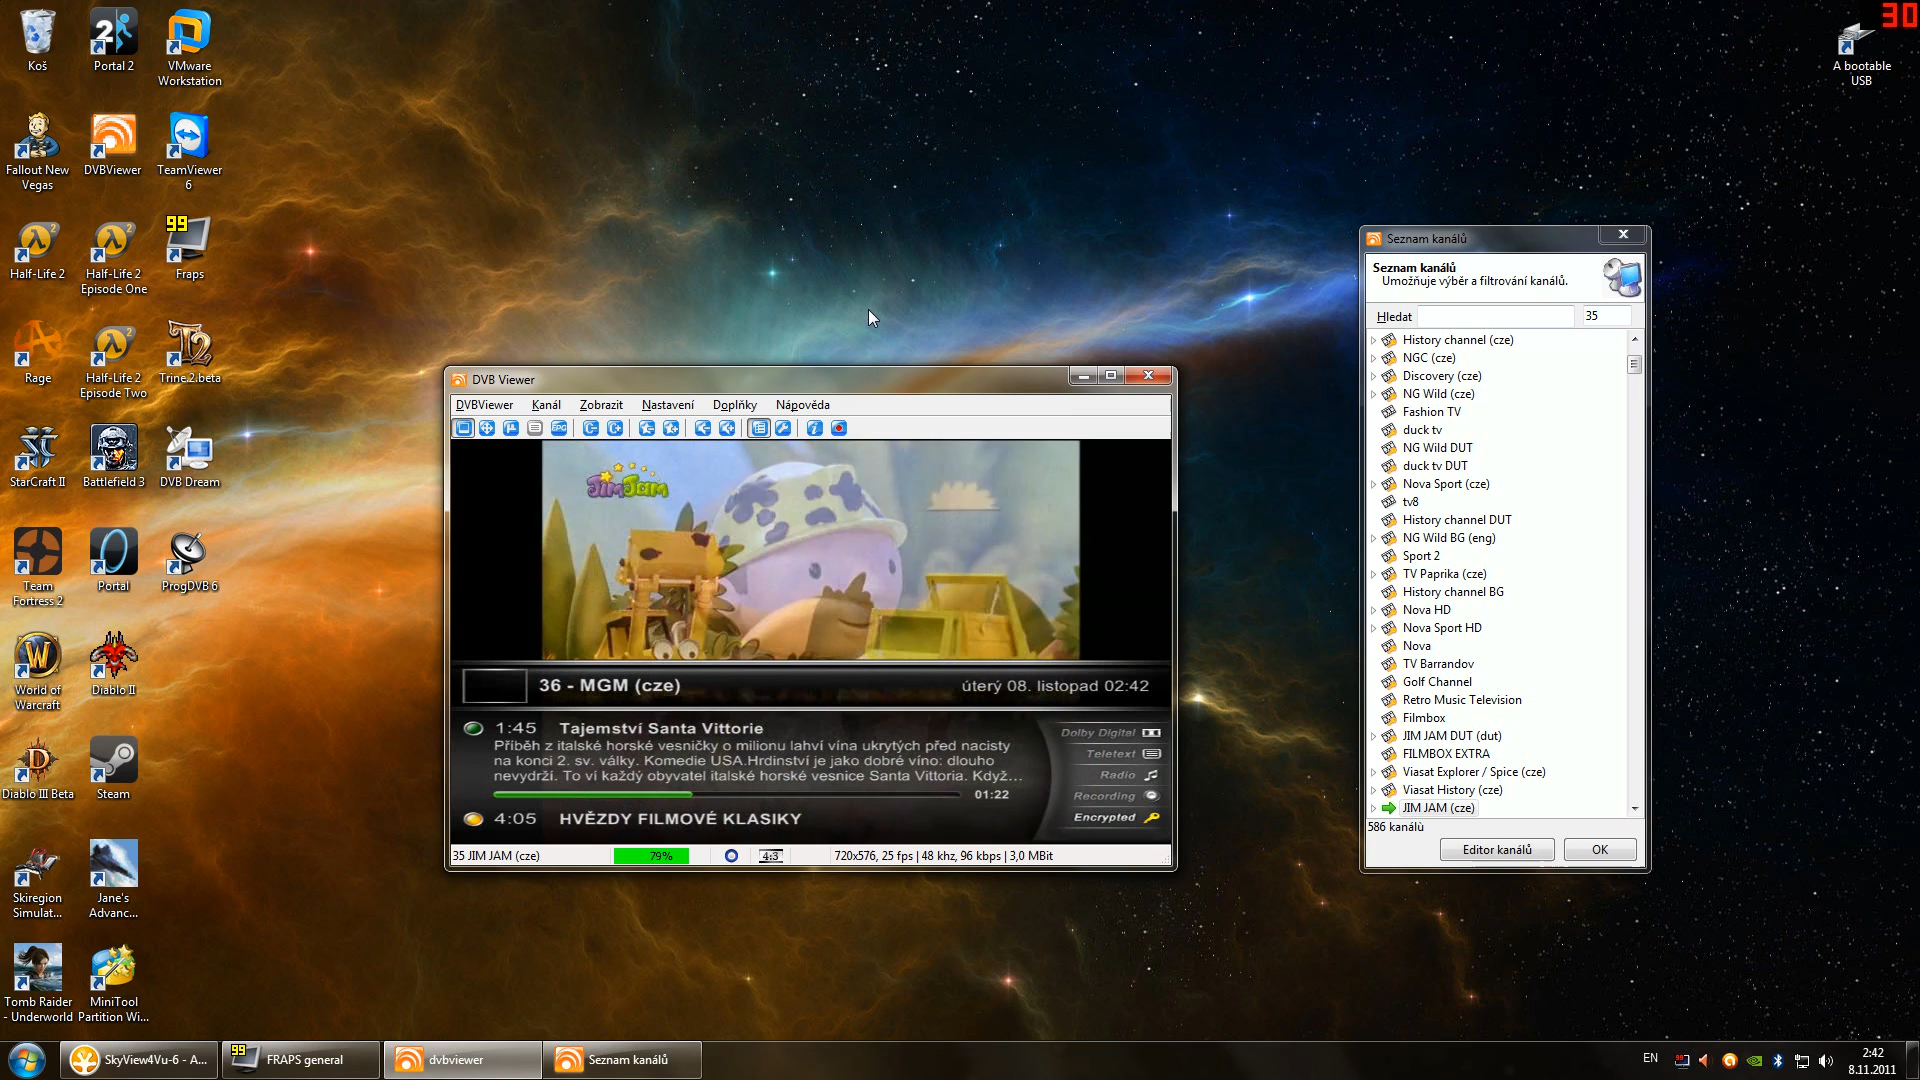 30
Koš
Portal 2
VMware
Workstation
A bootable
USB
Fallout New
Vegas
DVBViewer
TeamViewer
6
Half-Life 2
Half-Life 2
Episode One
99
Fraps
Rage
Half-Life 2
Episode Two
Trine.2.beta
StarCraft II
Battlefield 3
DVB Dream
Team
Fortress 2
Portal
ProgDVB 6
World of
Warcraft
Diablo II
Diablo III Beta
Steam
Skiregion
Simulat...
Jane's
Advanc...
Tomb Raider
- Underworld
MiniTool
Partition Wi...
DVB Viewer
DVBViewer Kanál Zobrazit Nastavení Doplňky Nápověda
EPG
JimJam
36 - MGM (cze)
úterý 08. listopad 02:42
1:45 Tajemství Santa Vittorie
Příběh z italské horské vesničky o milionu lahví vína ukrytých před nacisty
na konci 2. sv. války. Komedie USA.Hrdinství je jako dobré víno: dlouho
nevydrží. To ví každý obyvatel italské horské vesnice Santa Vittoria. Když...
01:22
4:05 HVĚZDY FILMOVÉ KLASIKY
Dolby Digital
Teletext
Radio
Recording
Encrypted
35 JIM JAM (cze)
79%
4:3
720x576, 25 fps | 48 khz, 96 kbps | 3,0 MBit
Seznam kanálů
Seznam kanálů
Umožňuje výběr a filtrování kanálů.
Hledat
35
History channel (cze)
NGC (cze)
Discovery (cze)
NG Wild (cze)
Fashion TV
duck tv
NG Wild DUT
duck tv DUT
Nova Sport (cze)
tv8
History channel DUT
NG Wild BG (eng)
Sport 2
TV Paprika (cze)
History channel BG
Nova HD
Nova Sport HD
Nova
TV Barrandov
Golf Channel
Retro Music Television
Filmbox
JIM JAM DUT (dut)
FILMBOX EXTRA
Viasat Explorer / Spice (cze)
Viasat History (cze)
JIM JAM (cze)
586 kanálù
Editor kanálů
OK
SkyView4Vu-6 - A...
99
FRAPS general
dvbviewer
Seznam kanálů
EN
2:42
8.11.2011